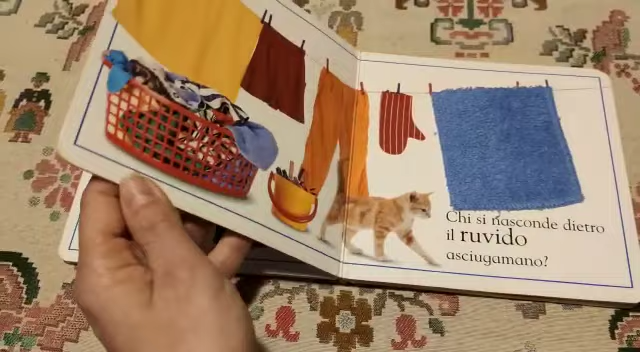 Chi si nasconde dietro
il ruvido
asciugamano?